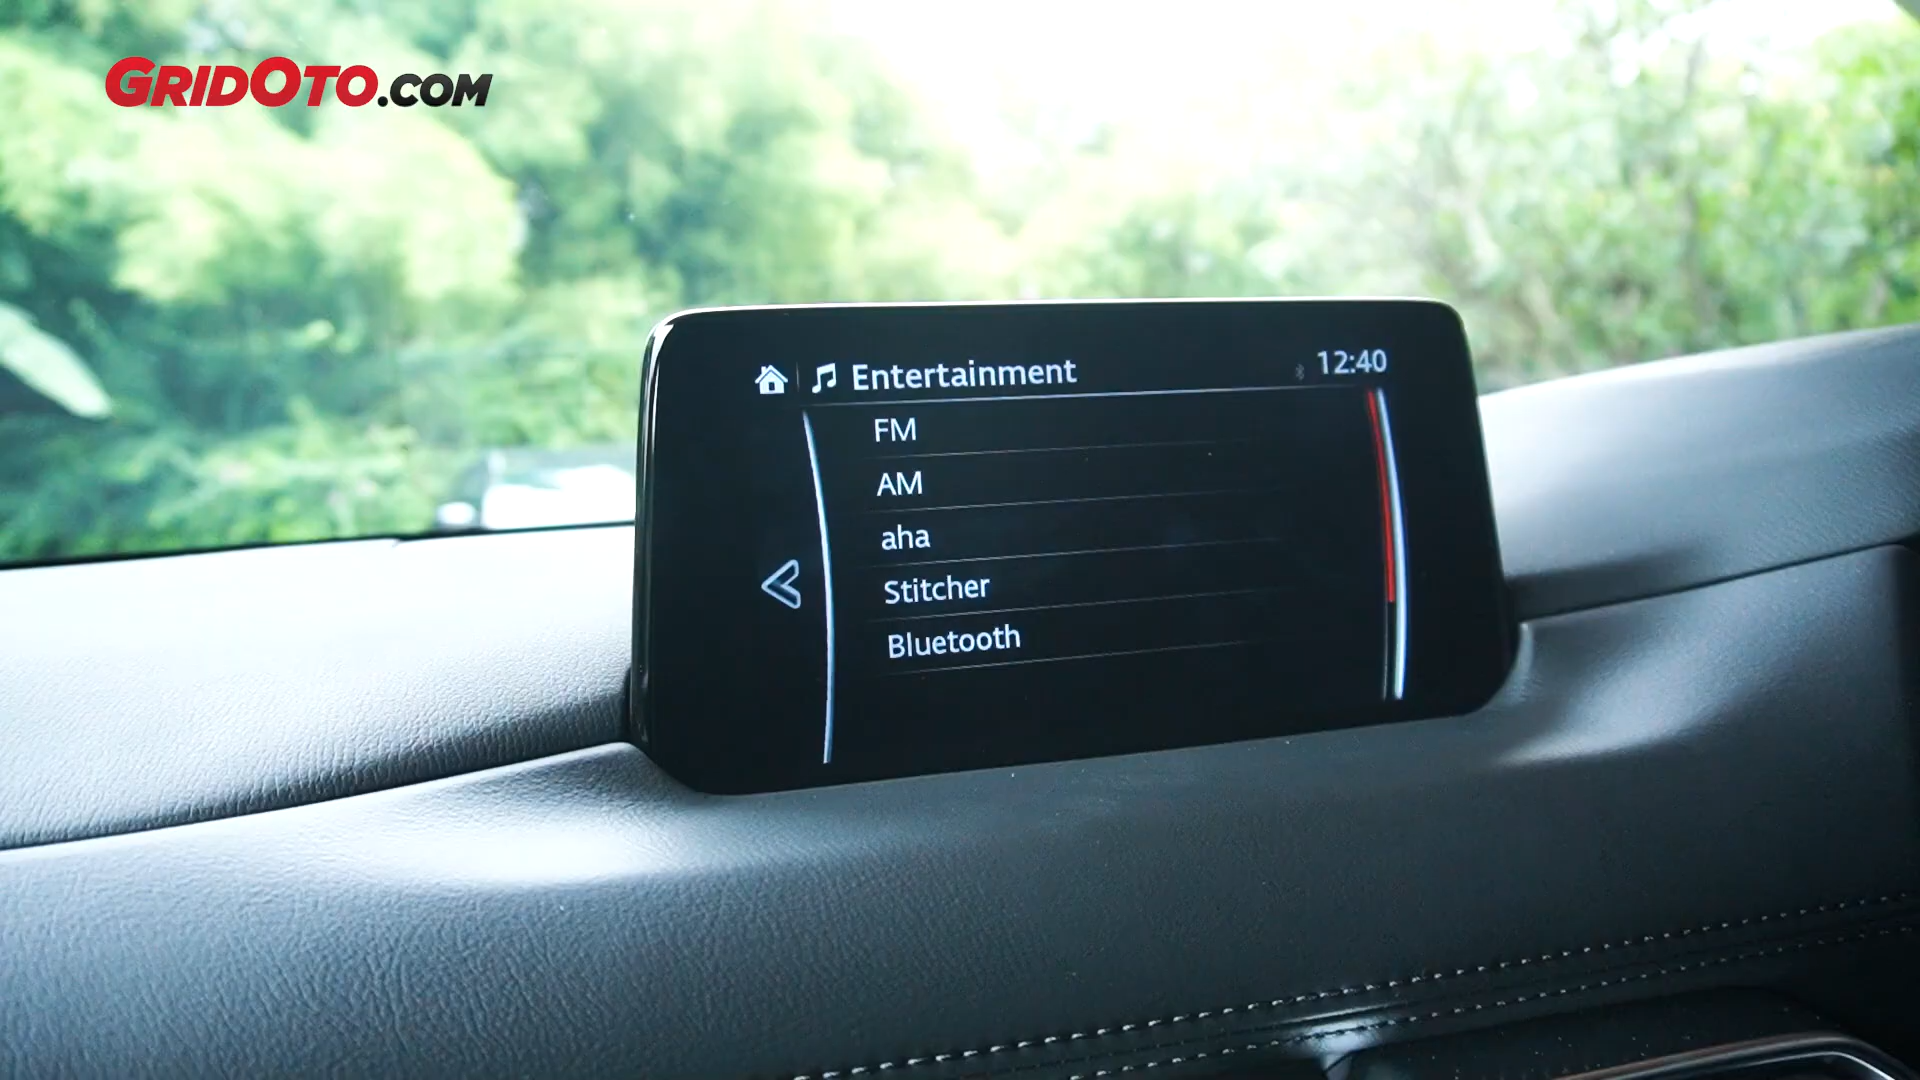 GRIDOTO.COM
Entertainment 12:40
FM
AM
aha
Stitcher
Bluetooth